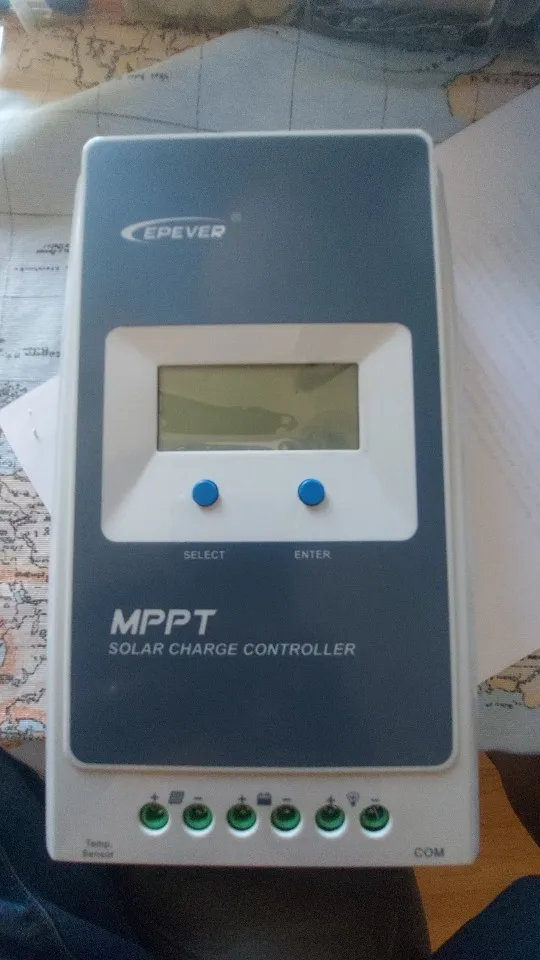 EPEVER®
SELECT ENTER
MPPT
SOLAR CHARGE CONTROLLER
+ - + - + -
Temp.
Sensor
COM